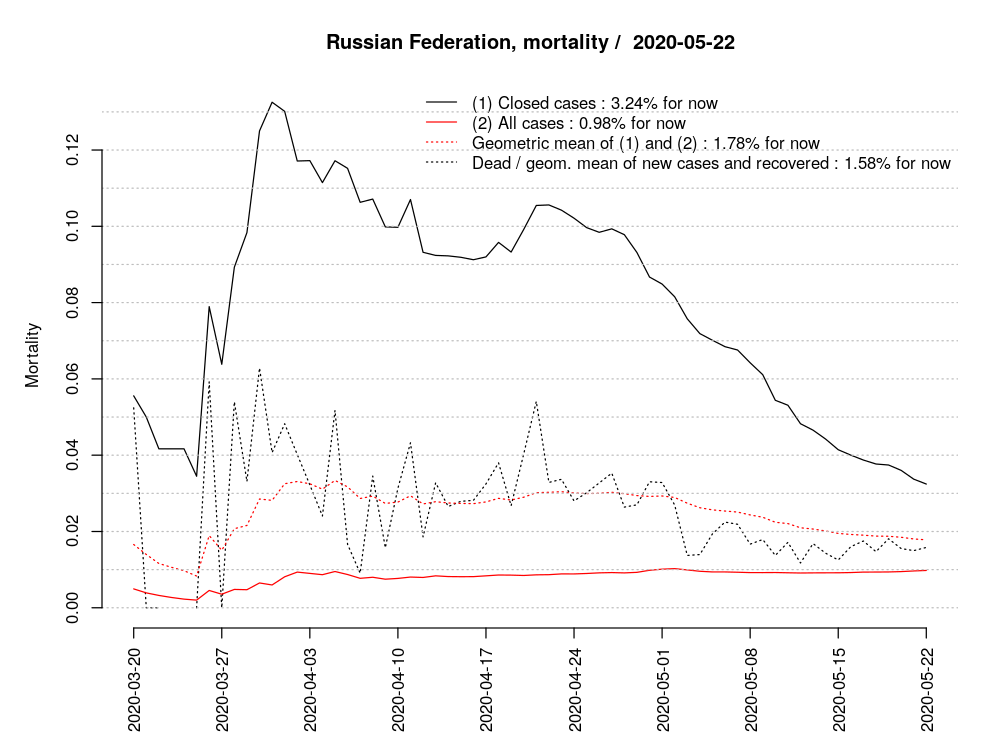 Russian Federation, mortality /  2020-05-22
(1) Closed cases : 3.24% for now
(2) All cases : 0.98% for now
Geometric mean of (1) and (2) : 1.78% for now
Dead / geom. mean of new cases and recovered : 1.58% for now
Mortality
0.12
0.10
0.08
0.06
0.04
0.02
0.00
2020-03-20
2020-03-27
2020-04-03
2020-04-10
2020-04-17
2020-04-24
2020-05-01
2020-05-08
2020-05-15
2020-05-22